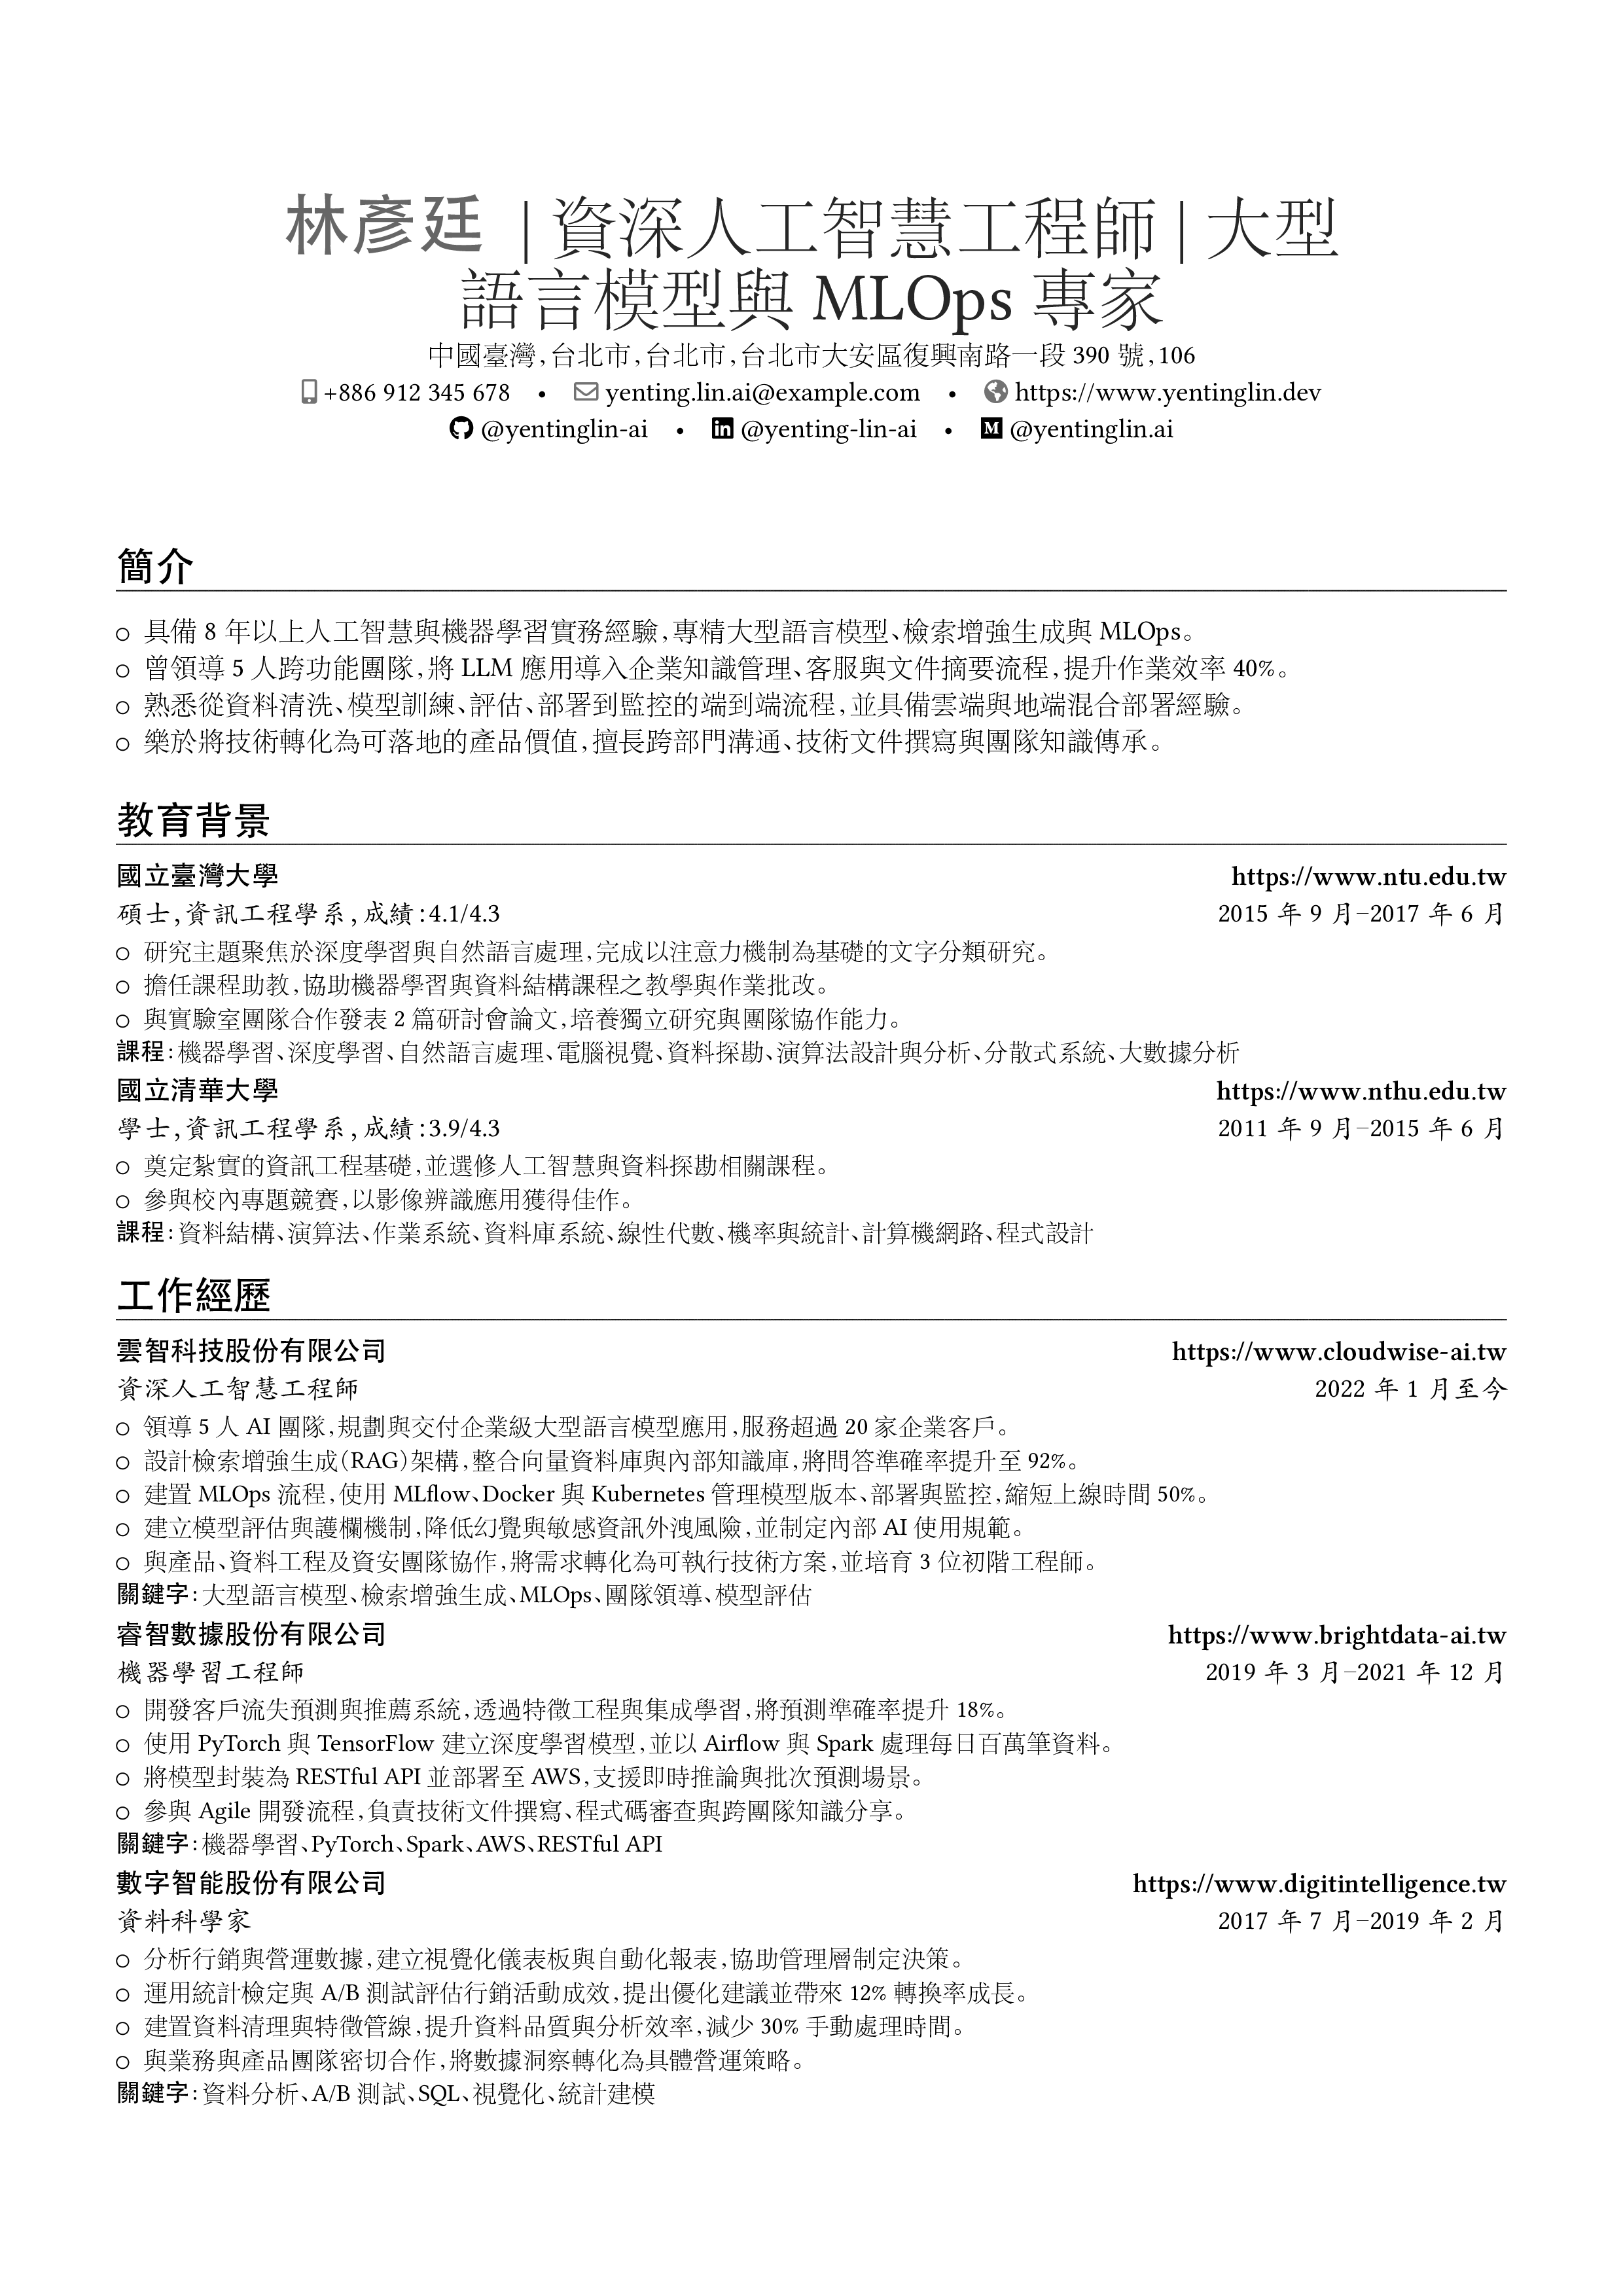 林彥廷 | 資深人工智慧工程師 | 大型
語言模型與 MLOps 專家
中國臺灣，台北市，台北市，台北市大安區復興南路一段 390 號，106
+886 912 345 678 • yenting.lin.ai@example.com • https://www.yentinglin.dev
@yentinglin-ai • @yenting-lin-ai • @yentinglin.ai
簡介
○ 具備 8 年以上人工智慧與機器學習實務經驗，專精大型語言模型、檢索增強生成與 MLOps。
○ 曾領導 5 人跨功能團隊，將 LLM 應用導入企業知識管理、客服與文件摘要流程，提升作業效率 40%。
○ 熟悉從資料清洗、模型訓練、評估、部署到監控的端到端流程，並具備雲端與地端混合部署經驗。
○ 樂於將技術轉化為可落地的產品價值，擅長跨部門溝通、技術文件撰寫與團隊知識傳承。
教育背景
國立臺灣大學 https://www.ntu.edu.tw
碩士，資訊工程學系，成績：4.1/4.3 2015 年 9 月–2017 年 6 月
○ 研究主題聚焦於深度學習與自然語言處理，完成以注意力機制為基礎的文字分類研究。
○ 擔任課程助教，協助機器學習與資料結構課程之教學與作業批改。
○ 與實驗室團隊合作發表 2 篇研討會論文，培養獨立研究與團隊協作能力。
課程：機器學習、深度學習、自然語言處理、電腦視覺、資料探勘、演算法設計與分析、分散式系統、大數據分析
國立清華大學 https://www.nthu.edu.tw
學士，資訊工程學系，成績：3.9/4.3 2011 年 9 月–2015 年 6 月
○ 奠定紮實的資訊工程基礎，並選修人工智慧與資料探勘相關課程。
○ 參與校內專題競賽，以影像辨識應用獲得佳作。
課程：資料結構、演算法、作業系統、資料庫系統、線性代數、機率與統計、計算機網路、程式設計
工作經歷
雲智科技股份有限公司 https://www.cloudwise-ai.tw
資深人工智慧工程師 2022 年 1 月至今
○ 領導 5 人 AI 團隊，規劃與交付企業級大型語言模型應用，服務超過 20 家企業客戶。
○ 設計檢索增強生成（RAG）架構，整合向量資料庫與內部知識庫，將問答準確率提升至 92%。
○ 建置 MLOps 流程，使用 MLflow、Docker 與 Kubernetes 管理模型版本、部署與監控，縮短上線時間 50%。
○ 建立模型評估與護欄機制，降低幻覺與敏感資訊外洩風險，並制定內部 AI 使用規範。
○ 與產品、資料工程及資安團隊協作，將需求轉化為可執行技術方案，並培育 3 位初階工程師。
關鍵字：大型語言模型、檢索增強生成、MLOps、團隊領導、模型評估
睿智數據股份有限公司 https://www.brightdata-ai.tw
機器學習工程師 2019 年 3 月–2021 年 12 月
○ 開發客戶流失預測與推薦系統，透過特徵工程與集成學習，將預測準確率提升 18%。
○ 使用 PyTorch 與 TensorFlow 建立深度學習模型，並以 Airflow 與 Spark 處理每日百萬筆資料。
○ 將模型封裝為 RESTful API 並部署至 AWS，支援即時推論與批次預測場景。
○ 參與 Agile 開發流程，負責技術文件撰寫、程式碼審查與跨團隊知識分享。
關鍵字：機器學習、PyTorch、Spark、AWS、RESTful API
數字智能股份有限公司 https://www.digitintelligence.tw
資料科學家 2017 年 7 月–2019 年 2 月
○ 分析行銷與營運數據，建立視覺化儀表板與自動化報表，協助管理層制定決策。
○ 運用統計檢定與 A/B 測試評估行銷活動成效，提出優化建議並帶來 12% 轉換率成長。
○ 建置資料清理與特徵管線，提升資料品質與分析效率，減少 30% 手動處理時間。
○ 與業務與產品團隊密切合作，將數據洞察轉化為具體營運策略。
關鍵字：資料分析、A/B 測試、SQL、視覺化、統計建模